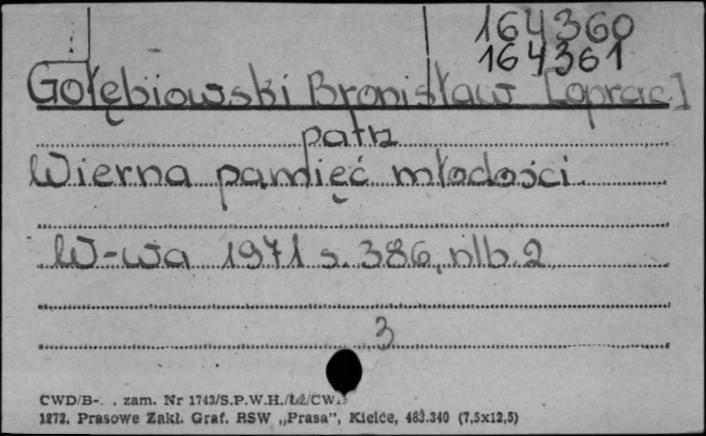 164360
164361
Gołębiowski Bronisław [oprac.]
patrz
Wierna pamięć młodości
W-wa 1971 s. 386, nlb. 2
3
CWD/B- . zam. Nr 1743/S.P.W.H./Łż/CW
1272. Prasowe Zakł. Graf. RSW „Prasa”, Kielce, 483.340 (7,5x12,5)